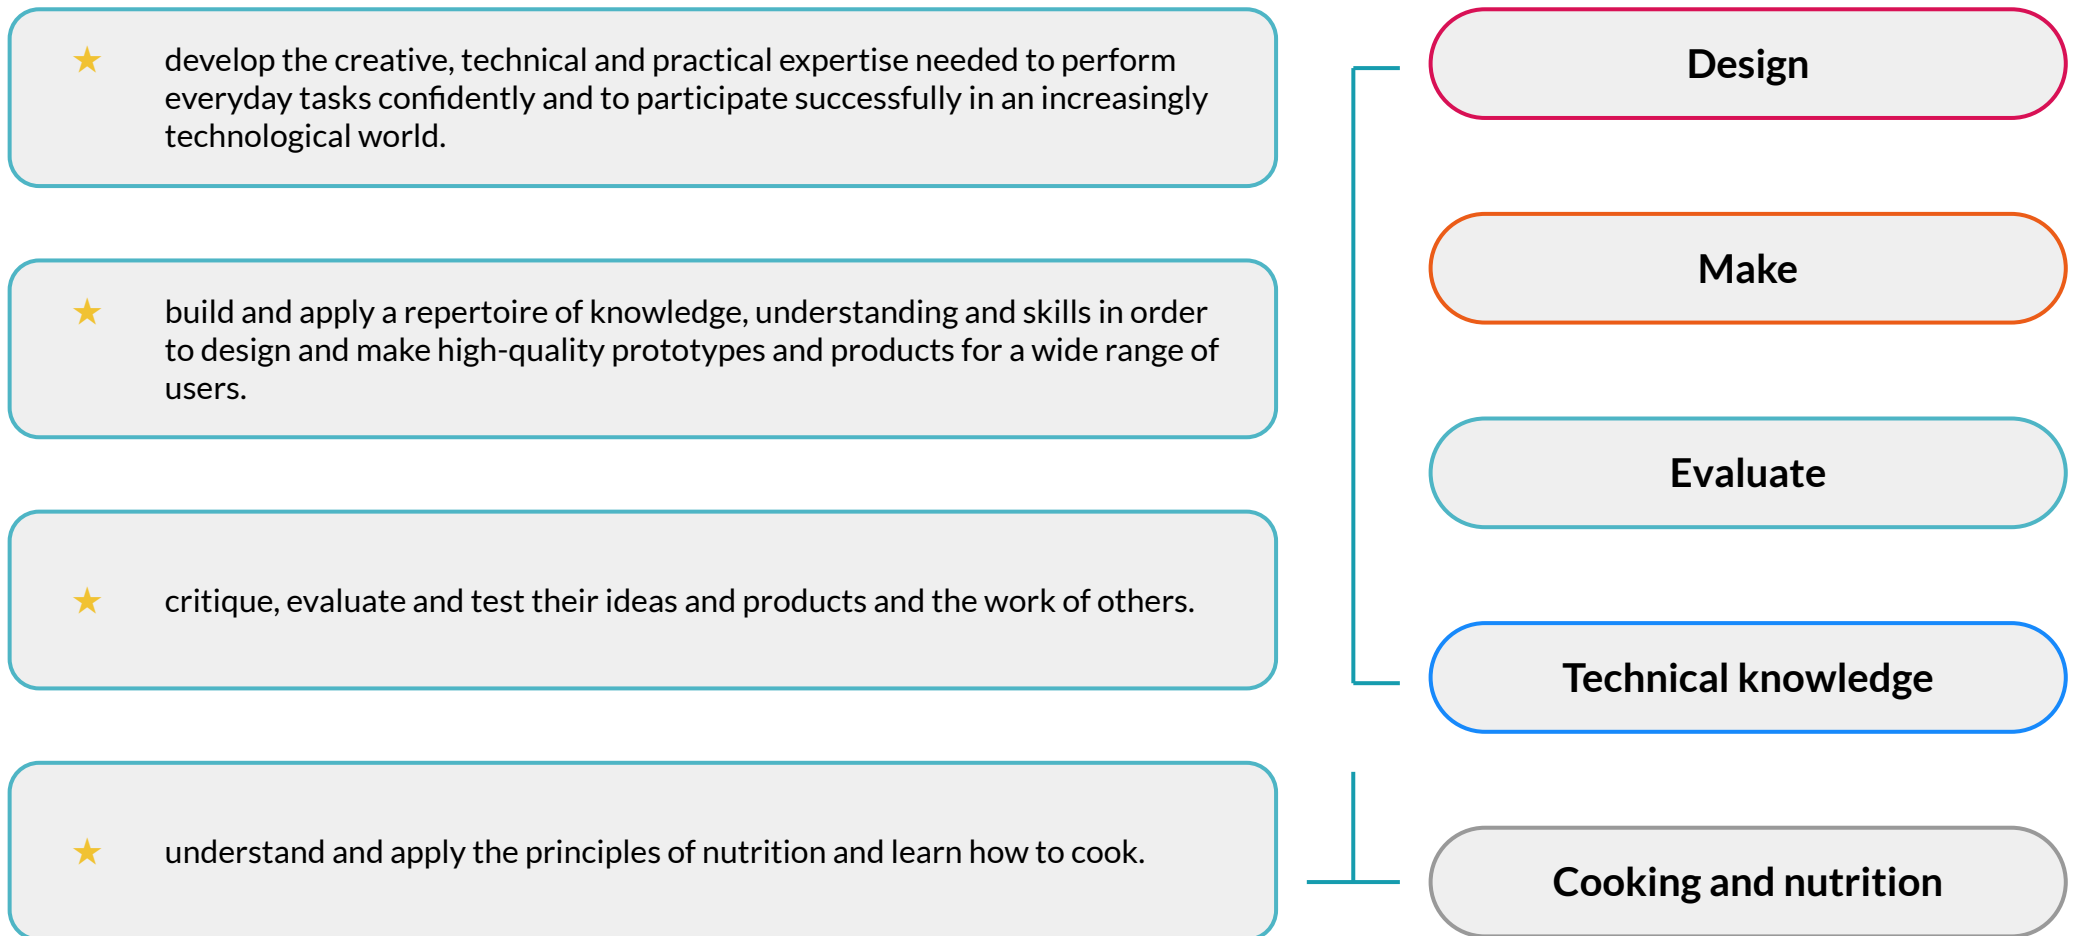 develop the creative, technical and practical expertise needed to perform
everyday tasks confidently and to participate successfully in an increasingly
technological world.
build and apply a repertoire of knowledge, understanding and skills in order
to design and make high-quality prototypes and products for a wide range of
users.
critique, evaluate and test their ideas and products and the work of others.
understand and apply the principles of nutrition and learn how to cook.
Design
Make
Evaluate
Technical knowledge
Cooking and nutrition